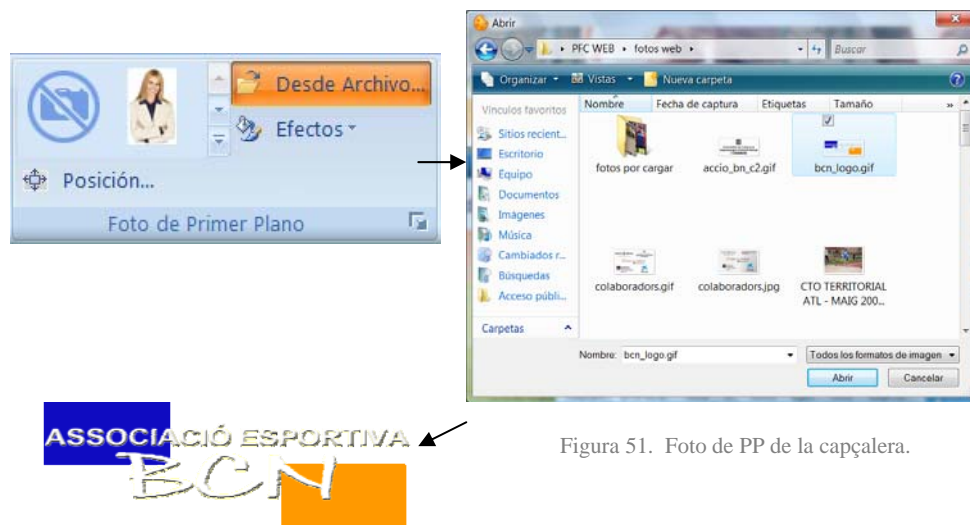 Desde Archivo...
Efectos
Posición...
Foto de Primer Plano
Abrir
PFC WEB
fotos web
Buscar
Organizar
Vistas
Nueva carpeta
Vínculos favoritos
Sitios recient...
Escritorio
Equipo
Documentos
Imágenes
Música
Cambiados r...
Búsquedas
Acceso públi...
Carpetas
Nombre Fecha de captura Etiquetas Tamaño »
fotos por cargar accio_bn_c2.gif bcn_logo.gif
colaboradors.gif colaboradors.jpg CTO TERRITORIAL
ATL - MAIG 200...
Nombre: bcn_logo.gif
Todos los formatos de imagen
Abrir Cancelar
ASSOCIACIÓ ESPORTIVA
BCN
Figura 51. Foto de PP de la capçalera.